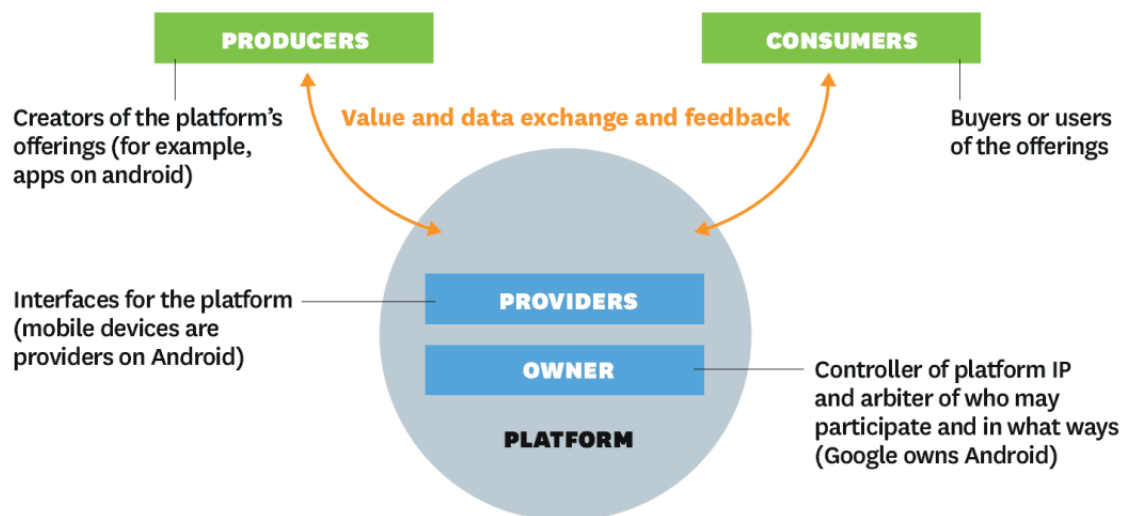 PRODUCERS
CONSUMERS
Creators of the platform's
offerings (for example,
apps on android)
Value and data exchange and feedback
Buyers or users
of the offerings
Interfaces for the platform
(mobile devices are
providers on Android)
PROVIDERS
OWNER
PLATFORM
Controller of platform IP
and arbiter of who may
participate and in what ways
(Google owns Android)